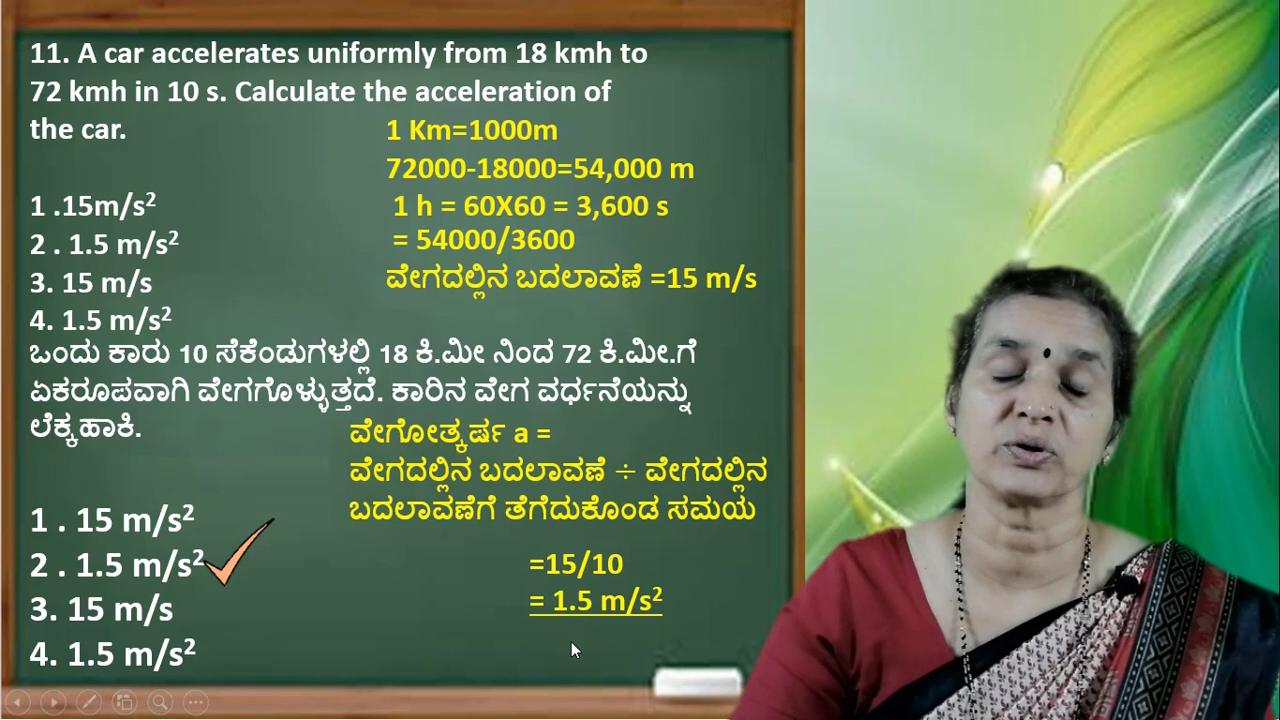 11. A car accelerates uniformly from 18 kmh to
72 kmh in 10 s. Calculate the acceleration of
the car.
1 Km=1000m
72000-18000=54,000 m
1 .15m/s²
1 h = 60X60 = 3,600 s
2 . 1.5 m/s²
= 54000/3600
3. 15 m/s
ವೇಗದಲ್ಲಿನ ಬದಲಾವಣೆ =15 m/s
4. 1.5 m/s²
ಒಂದು ಕಾರು 10 ಸೆಕೆಂಡುಗಳಲ್ಲಿ 18 ಕಿ.ಮೀ ನಿಂದ 72 ಕಿ.ಮೀ.ಗೆ
ಏಕರೂಪವಾಗಿ ವೇಗಗೊಳ್ಳುತ್ತದೆ. ಕಾರಿನ ವೇಗ ವರ್ಧನೆಯನ್ನು
ಲೆಕ್ಕಹಾಕಿ.
ವೇಗೋತ್ಕರ್ಷ a =
ವೇಗದಲ್ಲಿನ ಬದಲಾವಣೆ ÷ ವೇಗದಲ್ಲಿನ
ಬದಲಾವಣೆಗೆ ತೆಗೆದುಕೊಂಡ ಸಮಯ
1 . 15 m/s²
2 . 1.5 m/s²
=15/10
= 1.5 m/s²
3. 15 m/s
4. 1.5 m/s²